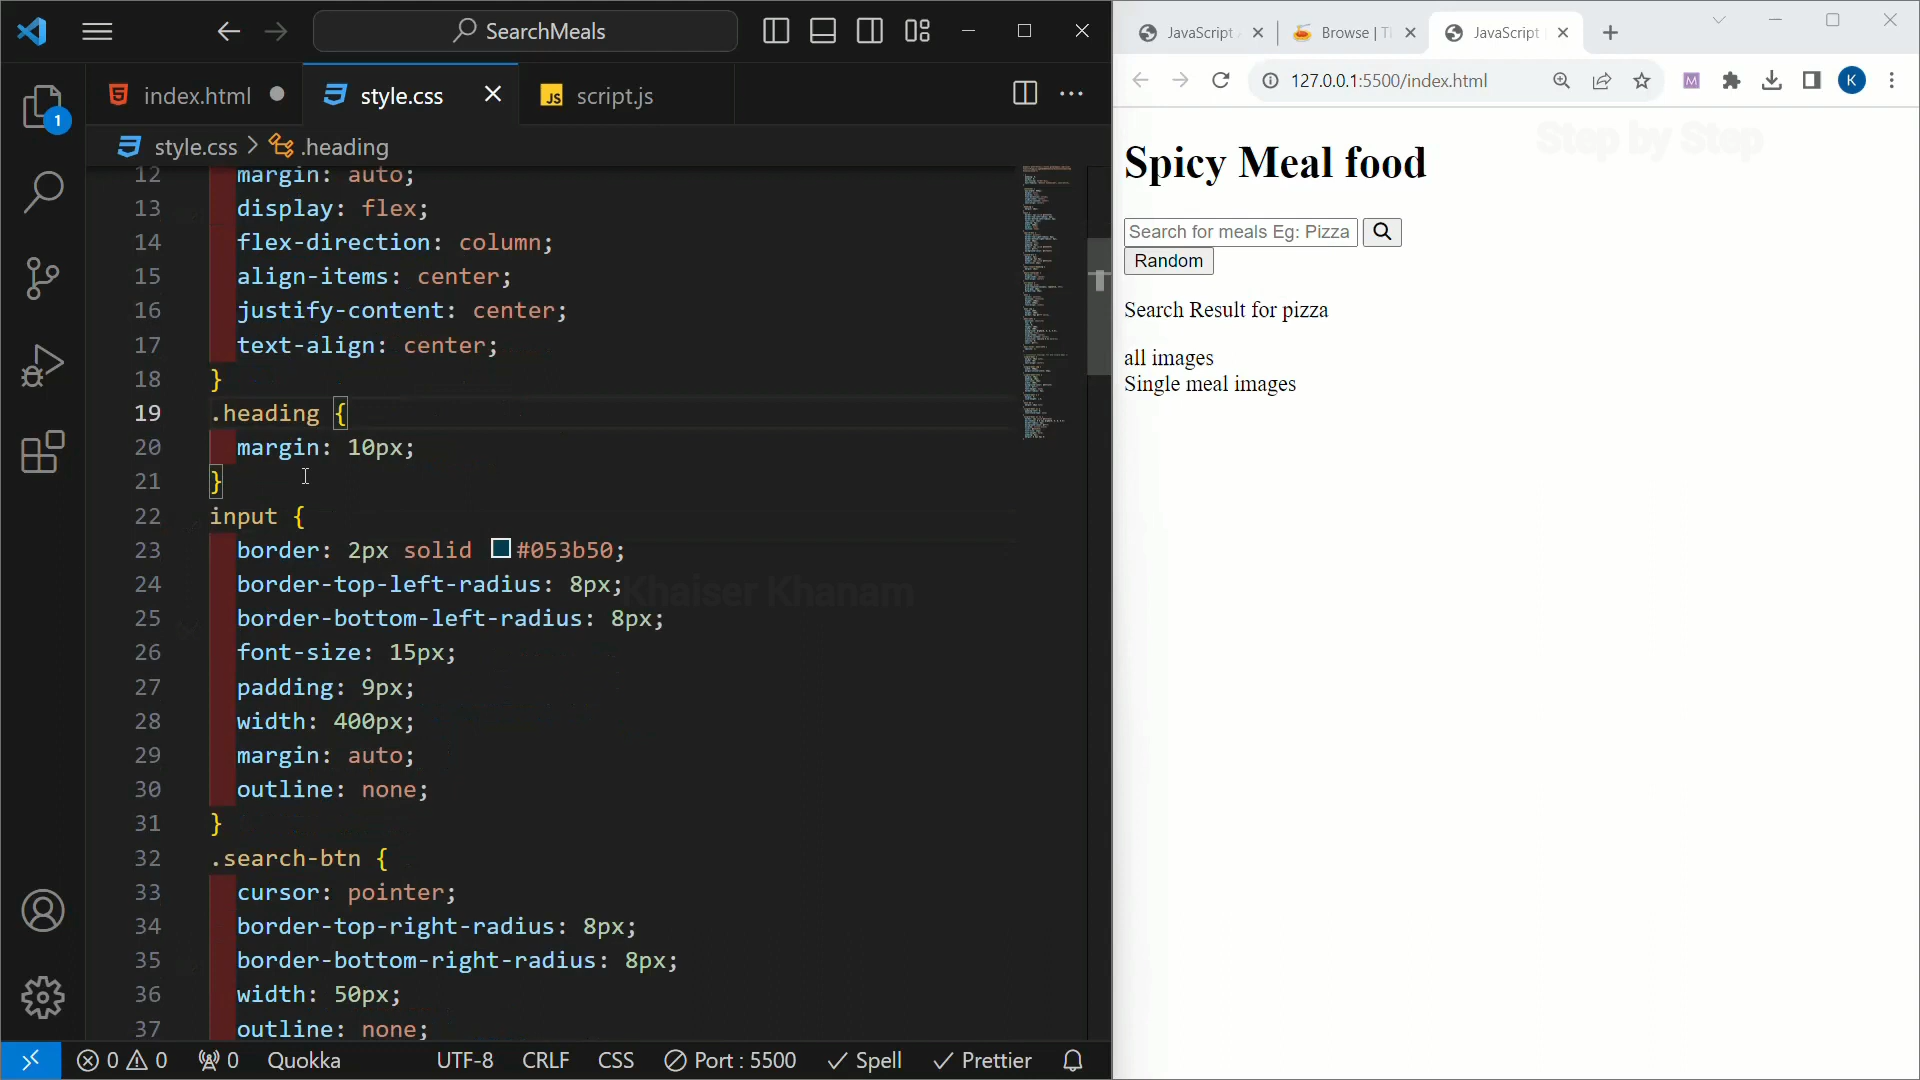 SearchMeals
index.html
style.css
script.js
style.css > .heading
12 margin: auto;
13 display: flex;
14 flex-direction: column;
15 align-items: center;
16 justify-content: center;
17 text-align: center;
18 }
19 .heading {
20 margin: 10px;
21 }
22 input {
23 border: 2px solid #053b50;
24 border-top-left-radius: 8px;
25 border-bottom-left-radius: 8px;
26 font-size: 15px;
27 padding: 9px;
28 width: 400px;
29 margin: auto;
30 outline: none;
31 }
32 .search-btn {
33 cursor: pointer;
34 border-top-right-radius: 8px;
35 border-bottom-right-radius: 8px;
36 width: 50px;
37 outline: none;
Khaiser Khanam
1
0 0 0 Quokka UTF-8 CRLF CSS Port : 5500 Spell Prettier
JavaScript
Browse | Th
JavaScript
127.0.0.1:5500/index.html
M
K
Step by Step
Spicy Meal food
Search for meals Eg: Pizza
Random
Search Result for pizza
all images
Single meal images